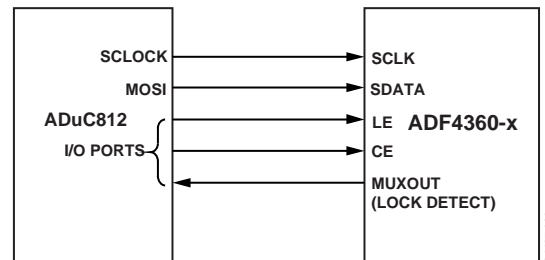 SCLOCK
MOSI
ADuC812
I/O PORTS
SCLK
SDATA
LE
ADF4360-x
CE
MUXOUT
(LOCK DETECT)